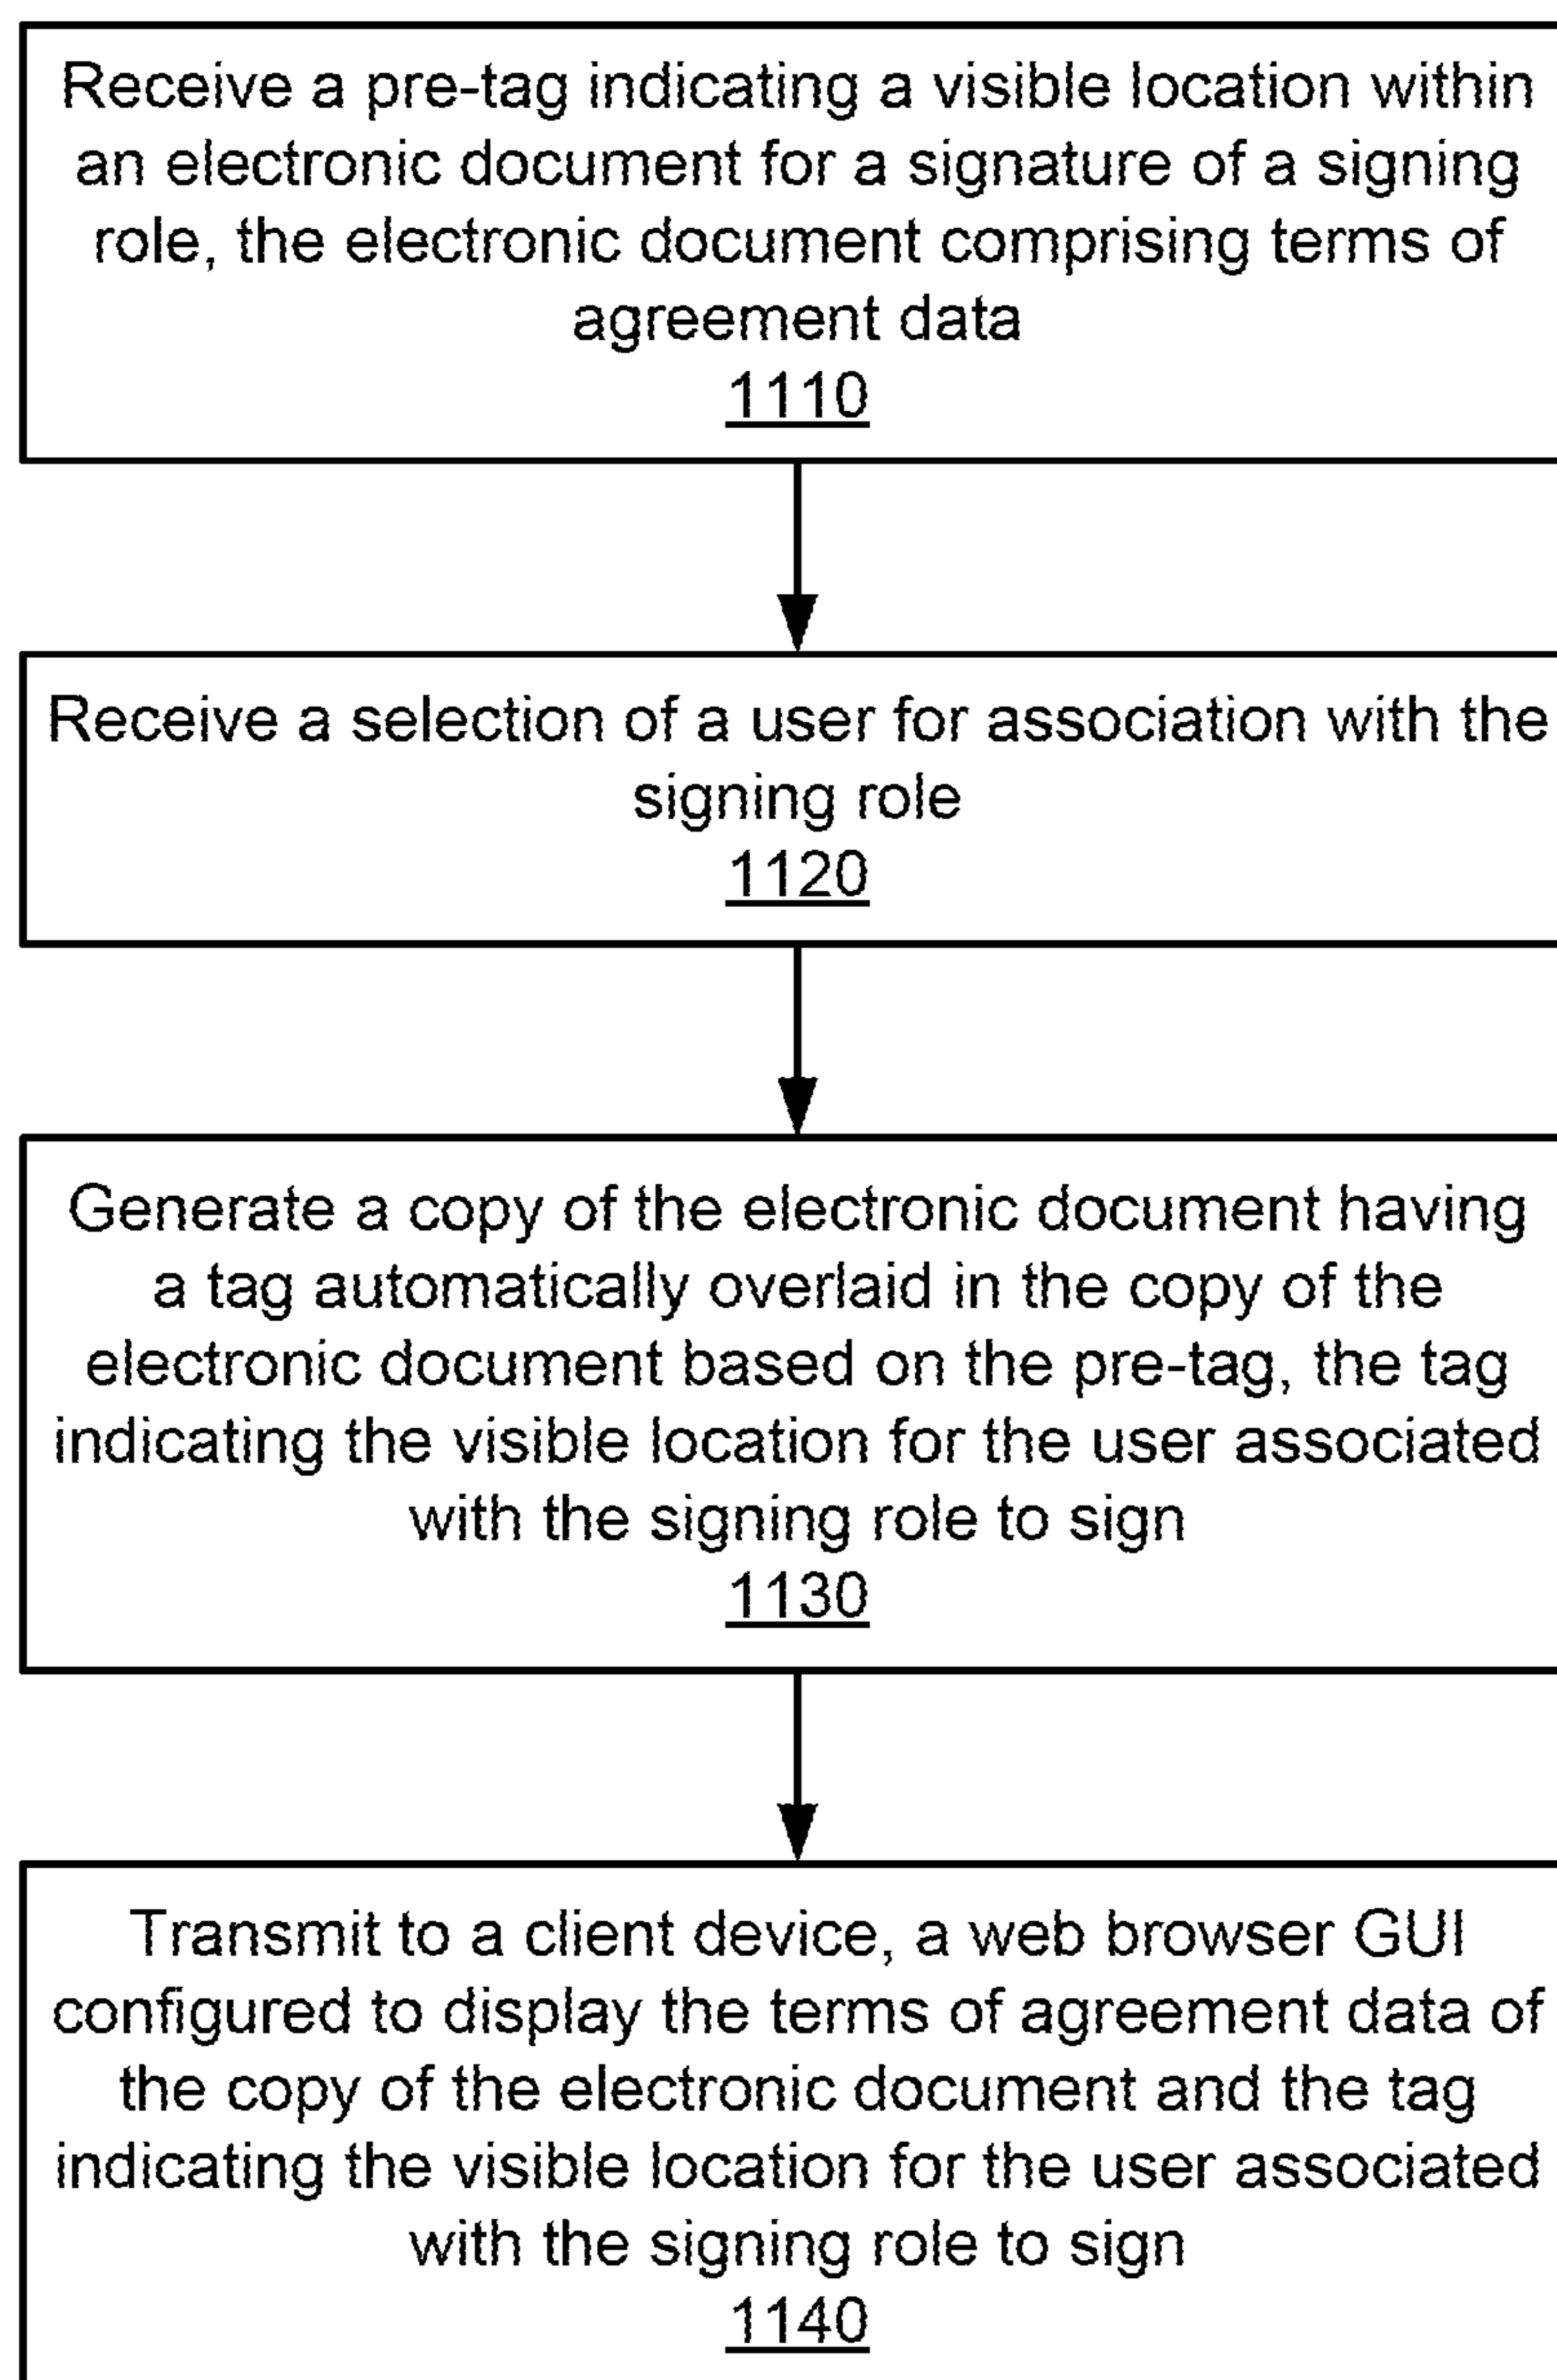 Receive a pre-tag indicating a visible location within
an electronic document for a signature of a signing
role, the electronic document comprising terms of
agreement data
1110
Receive a selection of a user for association with the
signing role
1120
Generate a copy of the electronic document having
a tag automatically overlaid in the copy of the
electronic document based on the pre-tag, the tag
indicating the visible location for the user associated
with the signing role to sign
1130
Transmit to a client device, a web browser GUI
configured to display the terms of agreement data of
the copy of the electronic document and the tag
indicating the visible location for the user associated
with the signing role to sign
1140